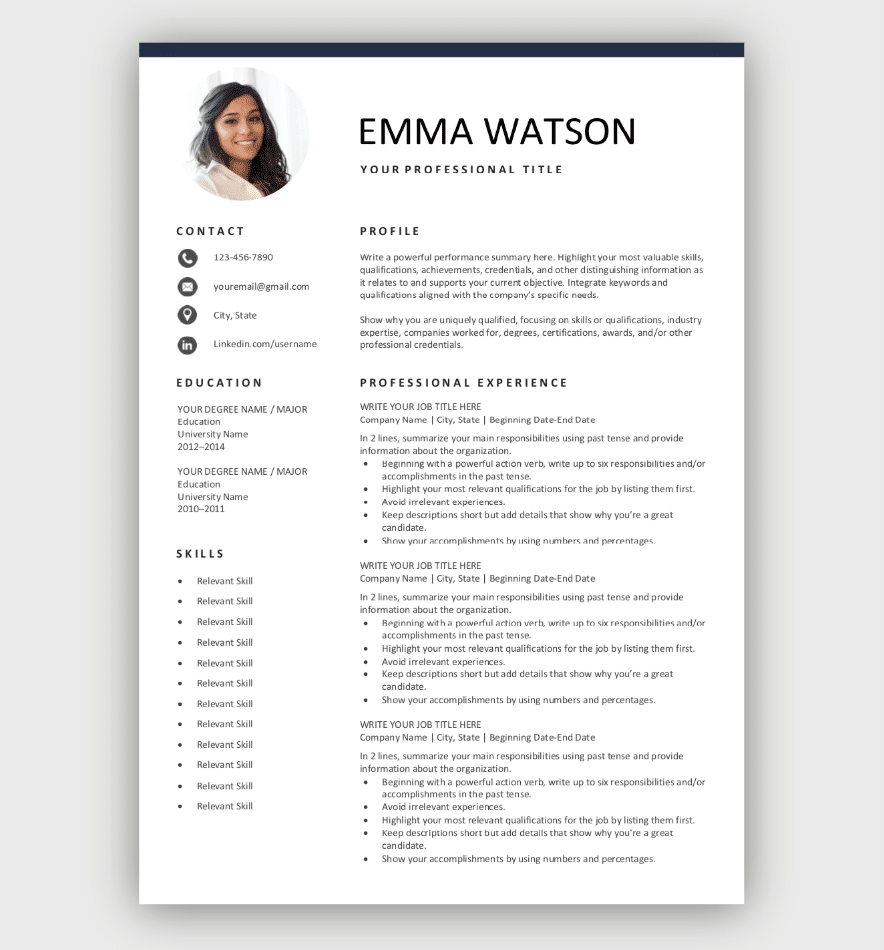 EMMA WATSON
YOUR PROFESSIONAL TITLE
CONTACT
123-456-7890
youremail@gmail.com
City, State
Linkedin.com/username
EDUCATION
YOUR DEGREE NAME / MAJOR
Education
University Name
2012–2014
YOUR DEGREE NAME / MAJOR
Education
University Name
2010–2011
SKILLS
• Relevant Skill
• Relevant Skill
• Relevant Skill
• Relevant Skill
• Relevant Skill
• Relevant Skill
• Relevant Skill
• Relevant Skill
• Relevant Skill
• Relevant Skill
• Relevant Skill
• Relevant Skill
PROFILE
Write a powerful performance summary here. Highlight your most valuable skills,
qualifications, achievements, credentials, and other distinguishing information as
it relates to and supports your current objective. Integrate keywords and
qualifications aligned with the company's specific needs.
Show why you are uniquely qualified, focusing on skills or qualifications, industry
expertise, companies worked for, degrees, certifications, awards, and/or other
professional credentials.
PROFESSIONAL EXPERIENCE
WRITE YOUR JOB TITLE HERE
Company Name | City, State | Beginning Date-End Date
In 2 lines, summarize your main responsibilities using past tense and provide
information about the organization.
• Beginning with a powerful action verb, write up to six responsibilities and/or
accomplishments in the past tense.
• Highlight your most relevant qualifications for the job by listing them first.
• Avoid irrelevant experiences.
• Keep descriptions short but add details that show why you're a great
candidate.
• Show your accomplishments by using numbers and percentages.
WRITE YOUR JOB TITLE HERE
Company Name | City, State | Beginning Date-End Date
In 2 lines, summarize your main responsibilities using past tense and provide
information about the organization.
• Beginning with a powerful action verb, write up to six responsibilities and/or
accomplishments in the past tense.
• Highlight your most relevant qualifications for the job by listing them first.
• Avoid irrelevant experiences.
• Keep descriptions short but add details that show why you're a great
candidate.
• Show your accomplishments by using numbers and percentages.
WRITE YOUR JOB TITLE HERE
Company Name | City, State | Beginning Date-End Date
In 2 lines, summarize your main responsibilities using past tense and provide
information about the organization.
• Beginning with a powerful action verb, write up to six responsibilities and/or
accomplishments in the past tense.
• Avoid irrelevant experiences.
• Highlight your most relevant qualifications for the job by listing them first.
• Keep descriptions short but add details that show why you're a great
candidate.
• Show your accomplishments by using numbers and percentages.